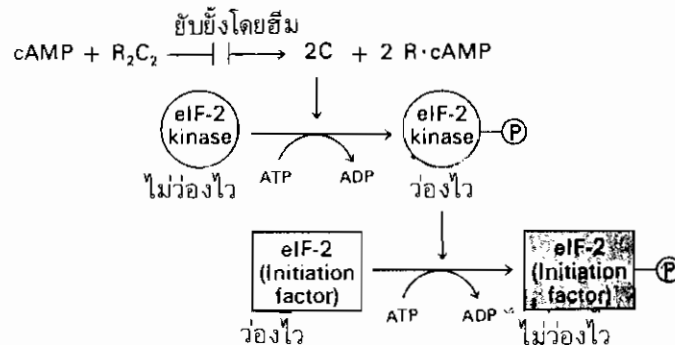 ยับยั้งโดยฮีม
cAMP + R₂C₂ 2C + 2 R·cAMP
eIF-2
kinase
eIF-2
kinase
P
ATP ADP
ไม่ว่องไว
ว่องไว
eIF-2
(Initiation
factor)
eIF-2
(Initiation
factor)
P
ATP ADP
ว่องไว
ไม่ว่องไว